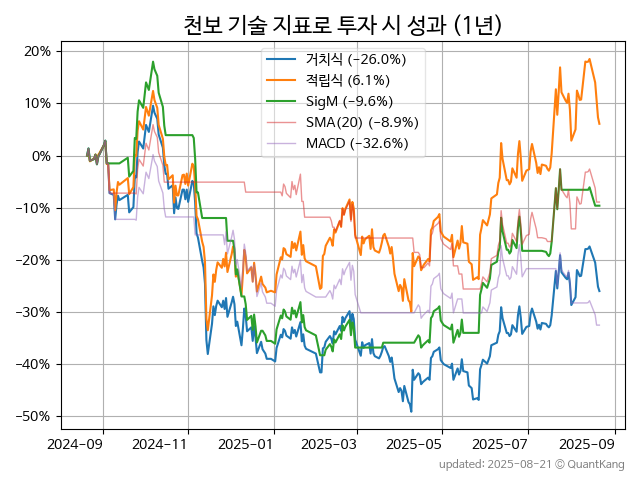 천보 기술 지표로 투자 시 성과 (1년)
20%
10%
0%
−10%
−20%
−30%
−40%
−50%
거치식 (−26.0%)
적립식 (6.1%)
SigM (−9.6%)
SMA(20) (−8.9%)
MACD (−32.6%)
2024-09
2024-11
2025-01
2025-03
2025-05
2025-07
2025-09
updated: 2025-08-21 © QuantKang